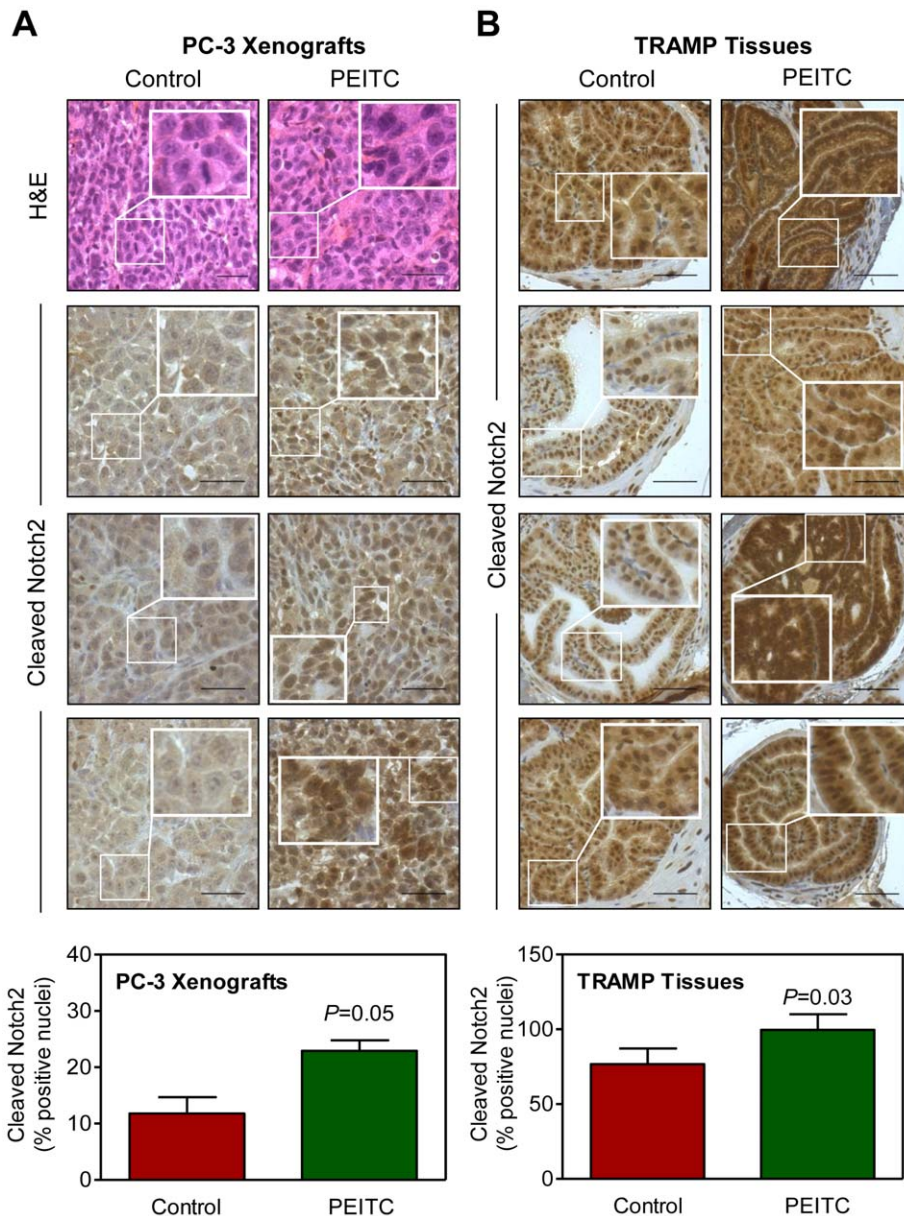 A
PC-3 Xenografts
Control
PEITC
H&E
Cleaved Notch2
B
TRAMP Tissues
Control
PEITC
Cleaved Notch2
40
30
20
10
0
Cleaved Notch2
(% positive nuclei)
PC-3 Xenografts
P=0.05
Control
PEITC
150
100
50
0
Cleaved Notch2
(% positive nuclei)
TRAMP Tissues
P=0.03
Control
PEITC